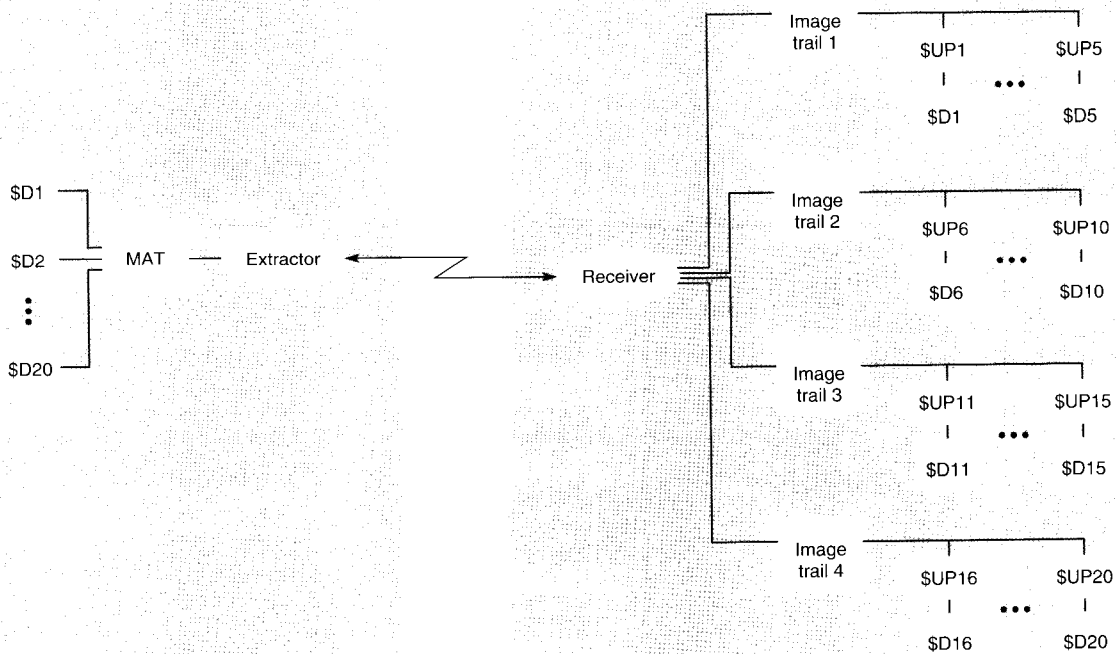 $D1
$D2
$D20
MAT
Extractor
Receiver
Image
trail 1
$UP1
$UP5
$D1
$D5
Image
trail 2
$UP6
$UP10
$D6
$D10
Image
trail 3
$UP11
$UP15
$D11
$D15
Image
trail 4
$UP16
$UP20
$D16
$D20